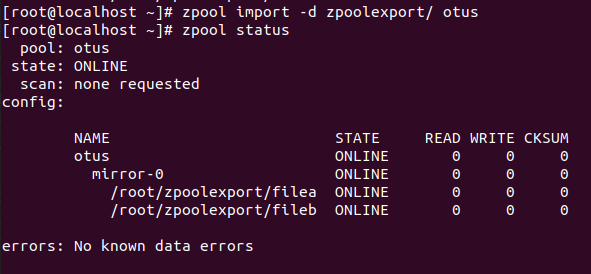 [root@localhost ~]# zpool import -d zpoolexport/ otus
[root@localhost ~]# zpool status
  pool: otus
 state: ONLINE
  scan: none requested
config:

        NAME                         STATE     READ WRITE CKSUM
        otus                         ONLINE       0     0     0
          mirror-0                   ONLINE       0     0     0
            /root/zpoolexport/filea  ONLINE       0     0     0
            /root/zpoolexport/fileb  ONLINE       0     0     0

errors: No known data errors